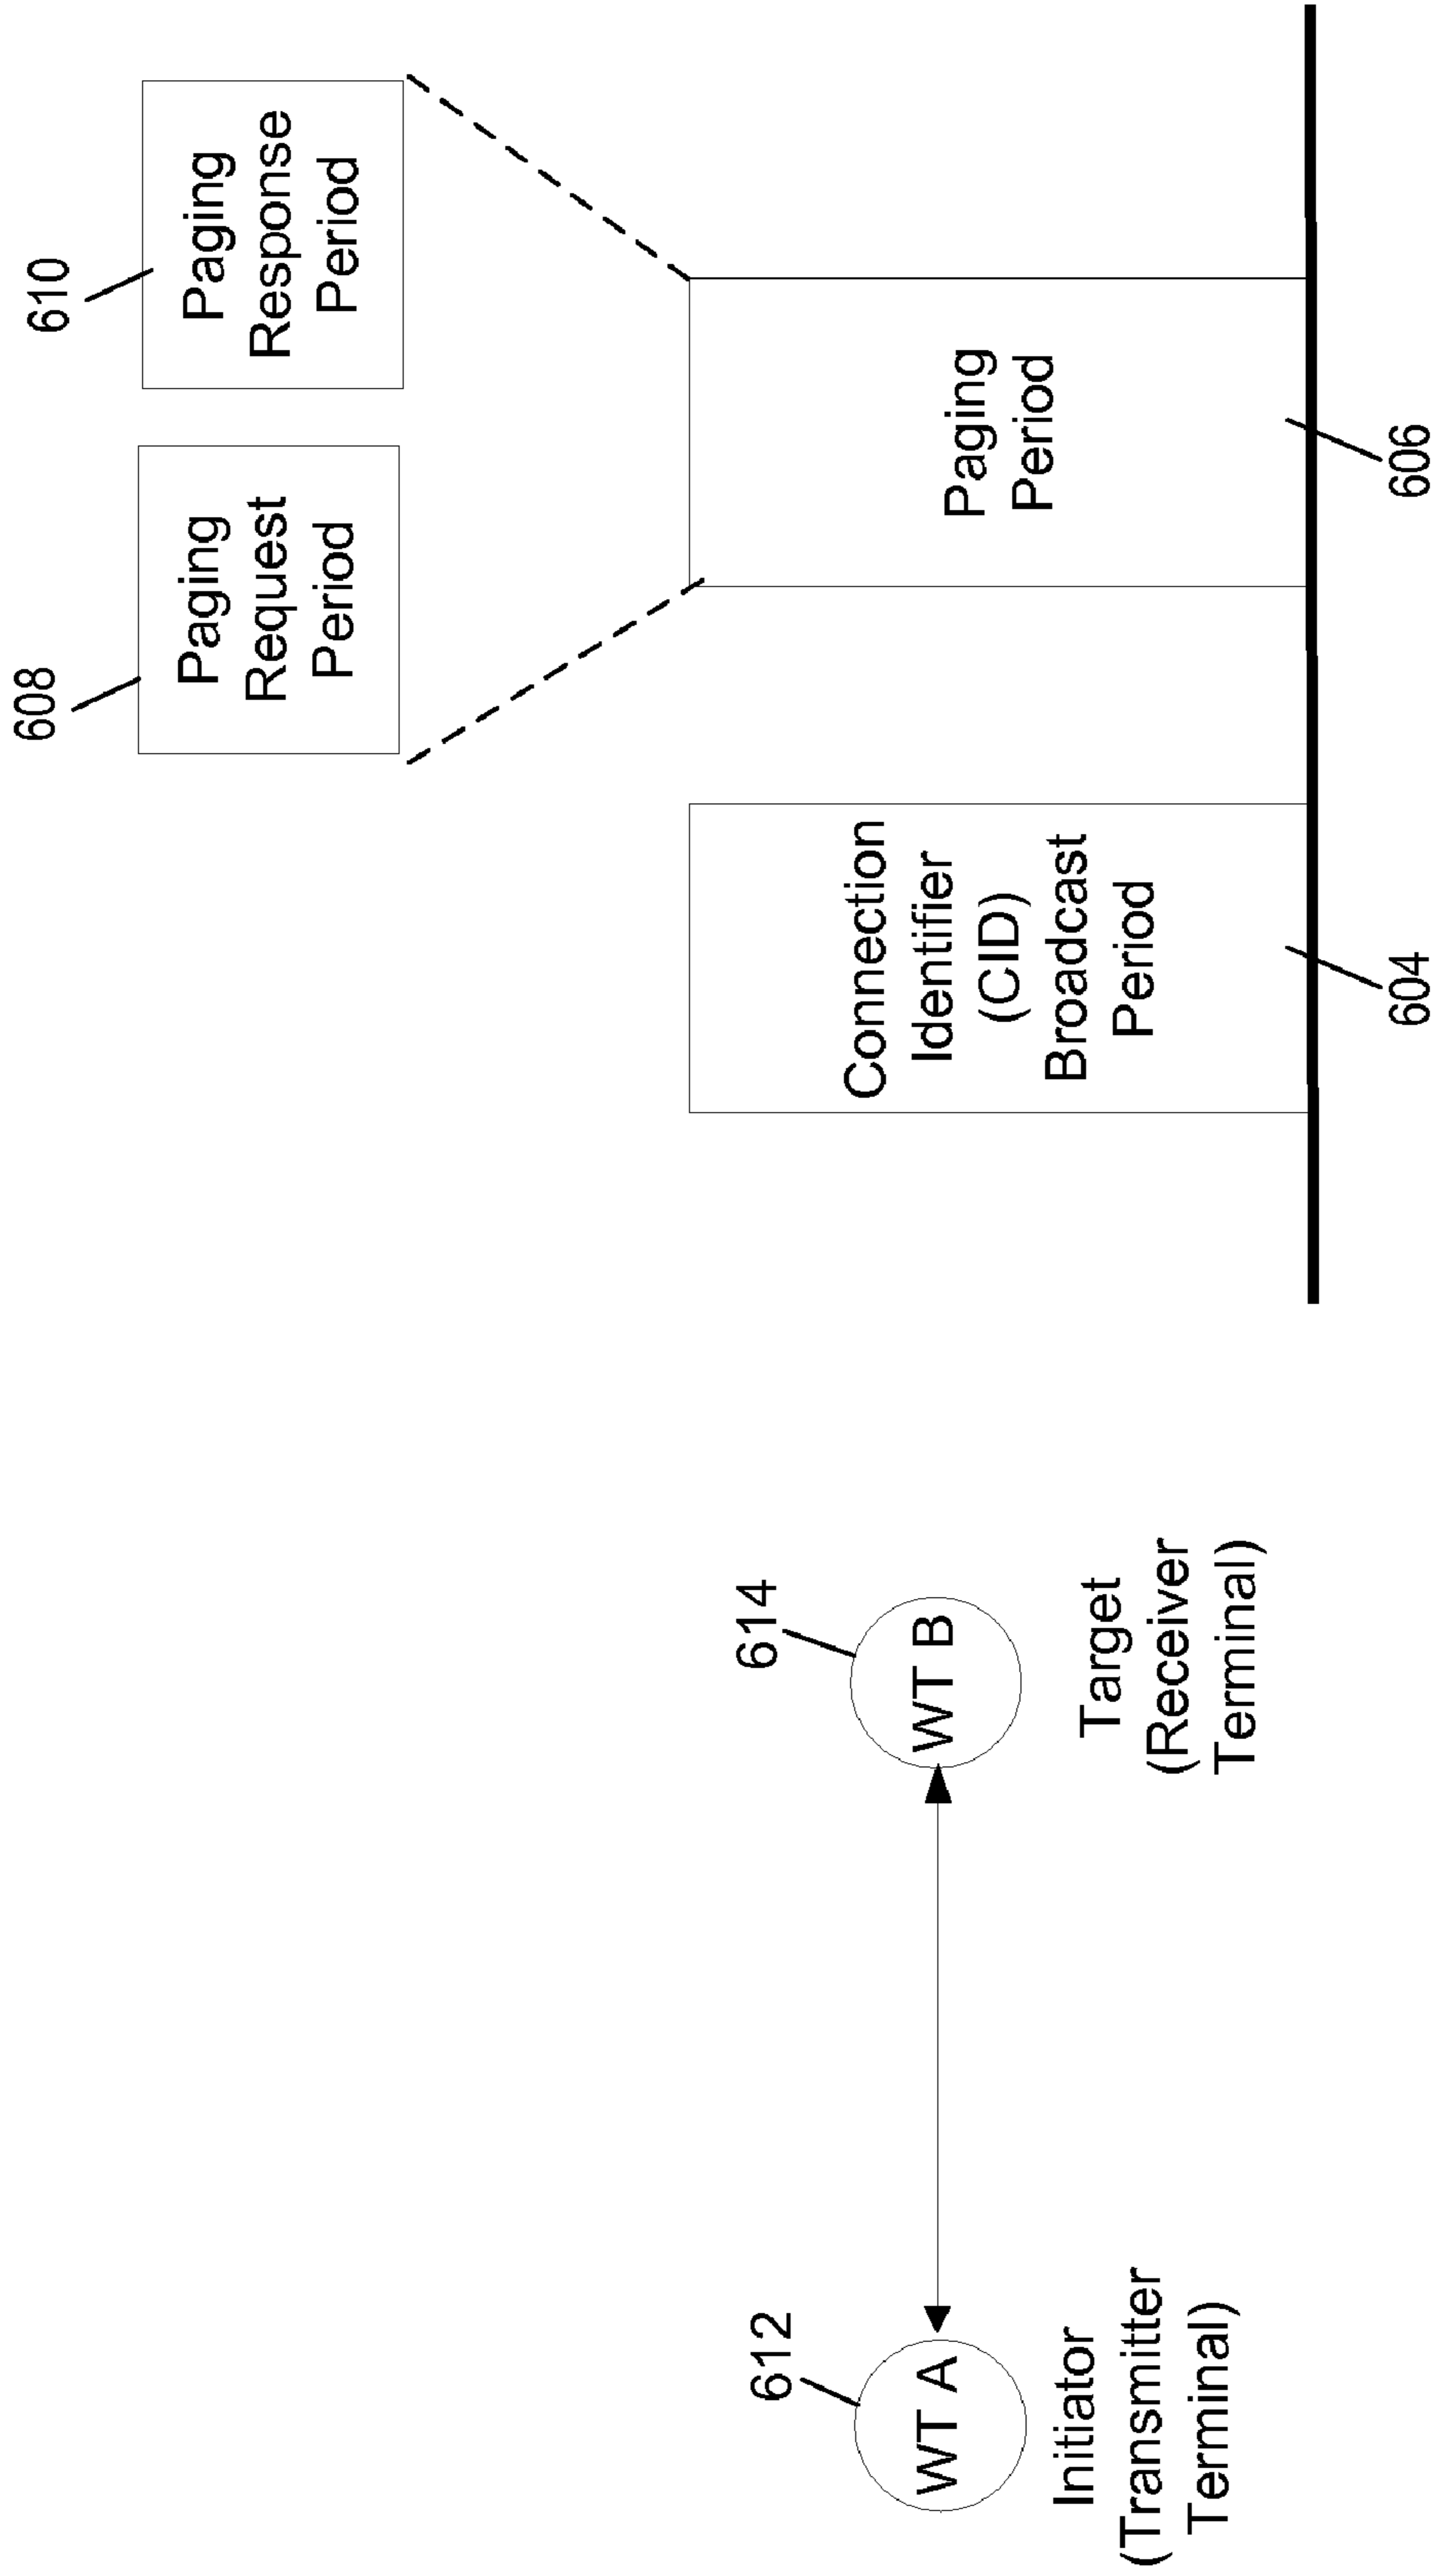 608
Paging
Request
Period
610
Paging
Response
Period
612
WT A
Initiator
(Transmitter
Terminal)
614
WT B
Target
(Receiver
Terminal)
Connection
Identifier
(CID)
Broadcast
Period
604
Paging
Period
606